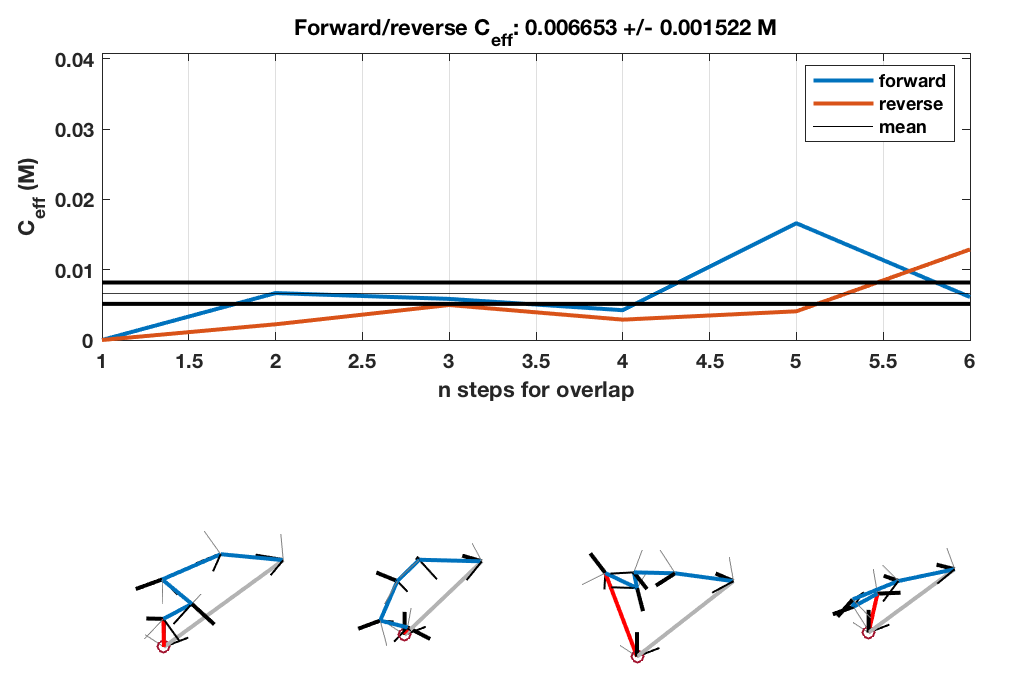 Forward/reverse C_eff: 0.006653 +/- 0.001522 M
0.04
0.03
0.02
0.01
0
C_eff (M)
forward
reverse
mean
1 1.5 2 2.5 3 3.5 4 4.5 5 5.5 6
n steps for overlap